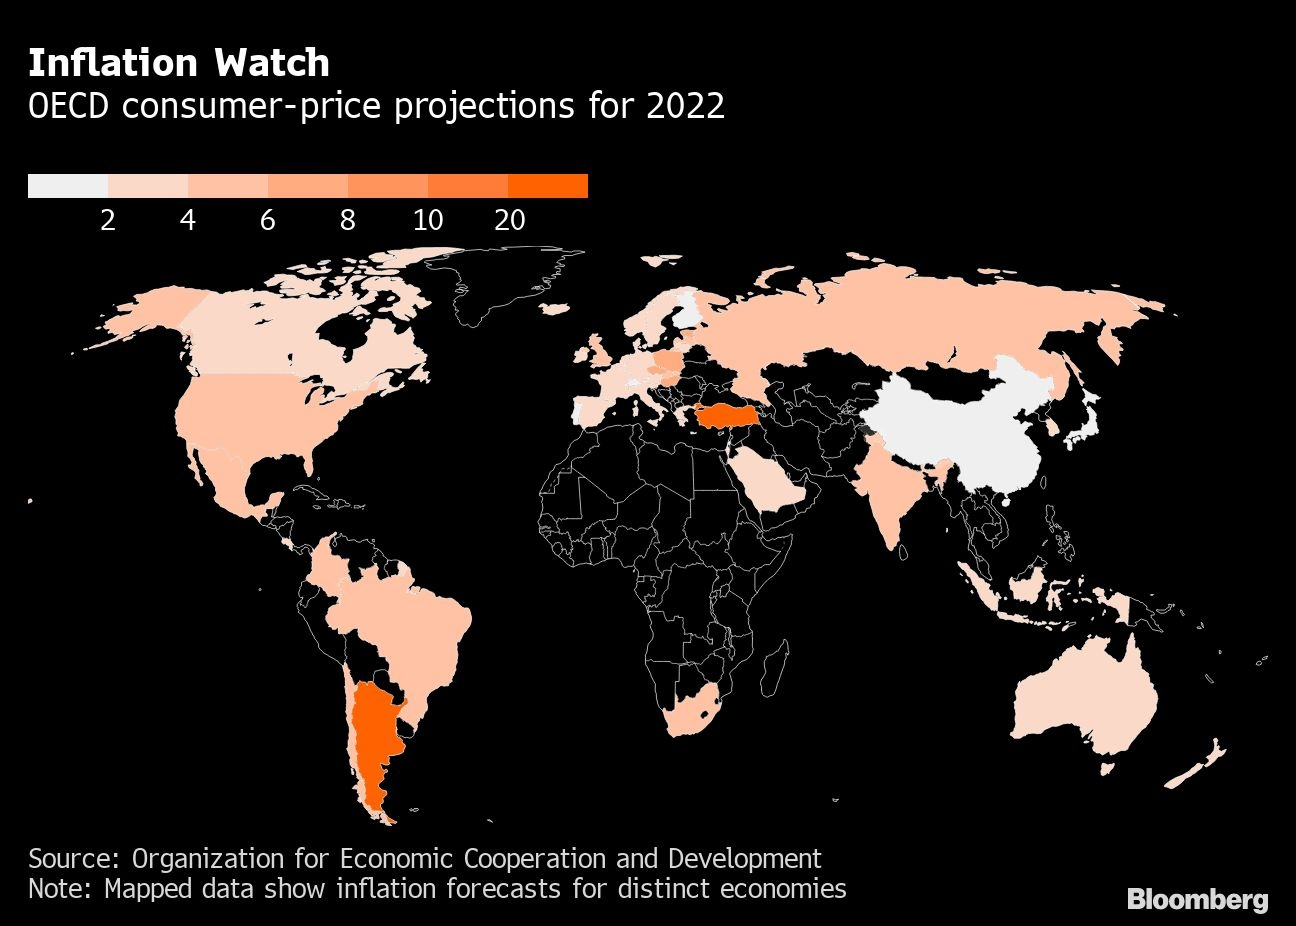 Inflation Watch
OECD consumer-price projections for 2022
2 4 6 8 10 20
Source: Organization for Economic Cooperation and Development
Note: Mapped data show inflation forecasts for distinct economies
Bloomberg